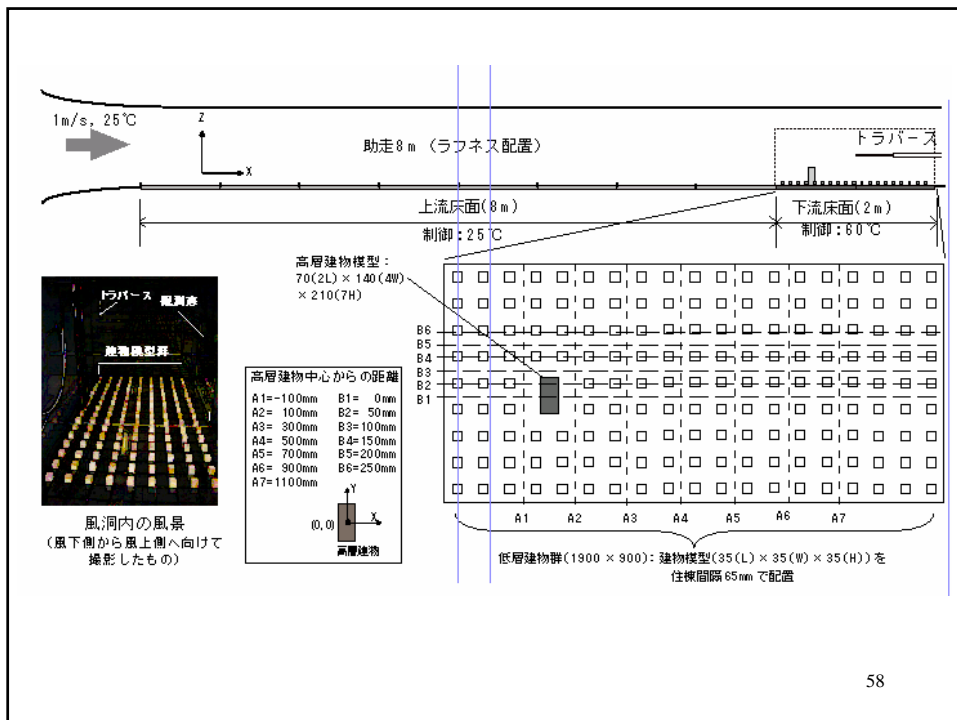 1m/s, 25℃
Z
X
助走8m (ラフネス配置)
トラバース
上流床面(8m)
制御:25℃
下流床面(2m)
制御:60℃
高層建物模型:
70(2L)×140(4W)
×210(7H)
トラバース
建物模型群
B6
B5
B4
B3
B2
B1
高層建物中心からの距離
A1=-100mm B1= 0mm
A2= 100mm B2= 50mm
A3= 300mm B3=100mm
A4= 500mm B4=150mm
A5= 700mm B5=200mm
A6= 900mm B6=250mm
A7=1100mm
Y
(0,0)
X
高層建物
A1 A2 A3 A4 A5 A6 A7
風洞内の風景
(風下側から風上側へ向けて
撮影したもの)
低層建物群(1900×900):建物模型(35(L)×35(W)×35(H))を
住棟間隔65mmで配置
58